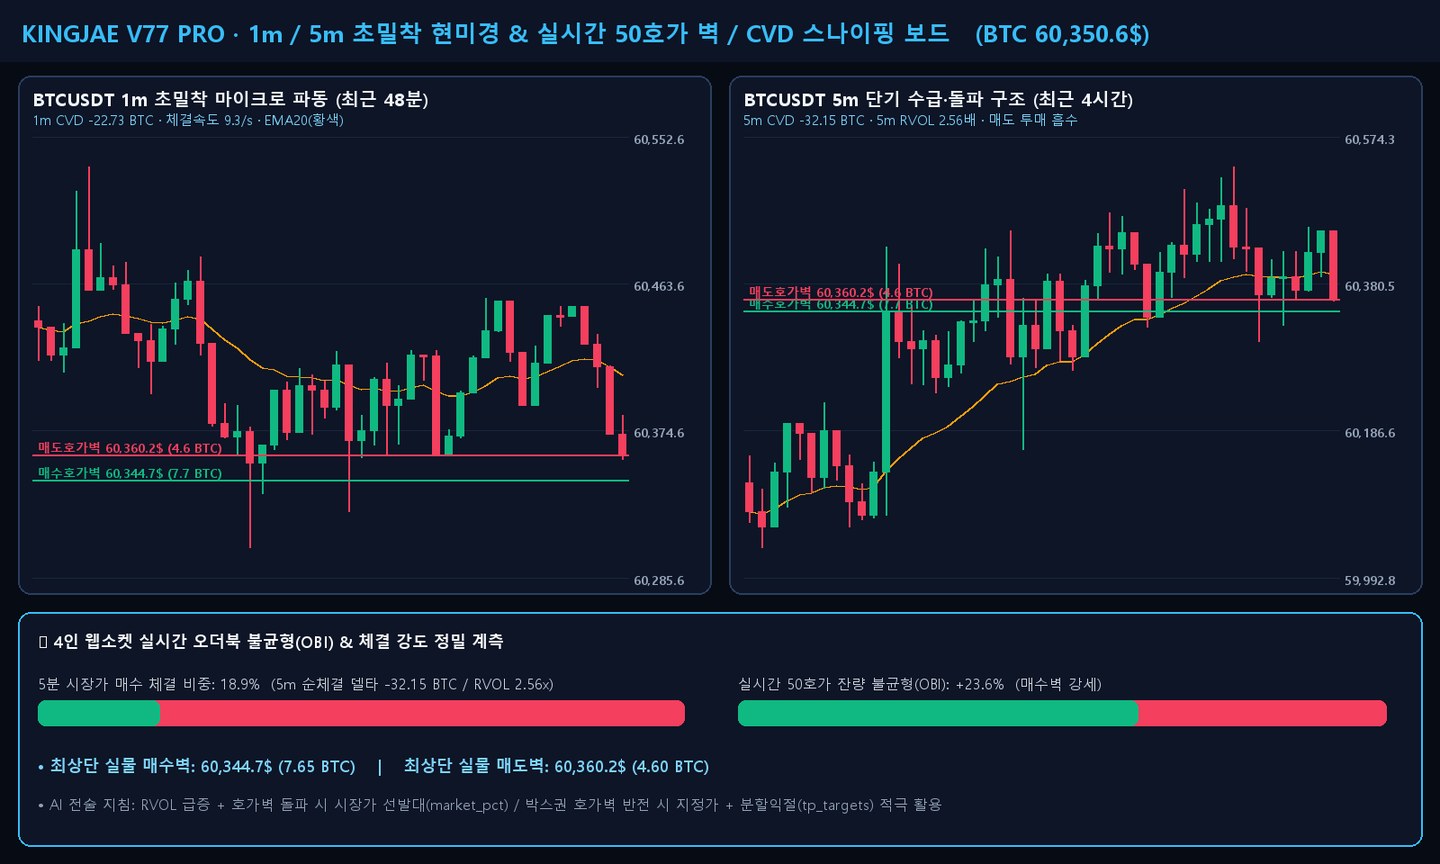 KINGJAE V77 PRO · 1m / 5m 초밀착 현미경 & 실시간 50호가 벽 / CVD 스나이핑 보드 (BTC 60,350.6$)
BTCUSDT 1m 초밀착 마이크로 파동 (최근 48분)
1m CVD -22.73 BTC · 체결속도 9.3/s · EMA20(황색)
60,552.6
60,463.6
60,374.6
60,285.6
매도호가벽 60,360.2$ (4.6 BTC)
매수호가벽 60,344.7$ (7.7 BTC)
BTCUSDT 5m 단기 수급·돌파 구조 (최근 4시간)
5m CVD -32.15 BTC · 5m RVOL 2.56배 · 매도 투매 흡수
60,574.3
60,380.5
60,186.6
59,992.8
매도호가벽 60,360.2$ (4.6 BTC)
매수호가벽 60,344.7$ (7.7 BTC)
4인 웹소켓 실시간 오더북 불균형(OBI) & 체결 강도 정밀 계측
5분 시장가 매수 체결 비중: 18.9% (5m 순체결 델타 -32.15 BTC / RVOL 2.56x)
실시간 50호가 잔량 불균형(OBI): +23.6% (매수벽 강세)
• 최상단 실물 매수벽: 60,344.7$ (7.65 BTC) | 최상단 실물 매도벽: 60,360.2$ (4.60 BTC)
• AI 전술 지침: RVOL 급증 + 호가벽 돌파 시 시장가 선발대(market_pct) / 박스권 호가벽 반전 시 지정가 + 분할익절(tp_targets) 적극 활용